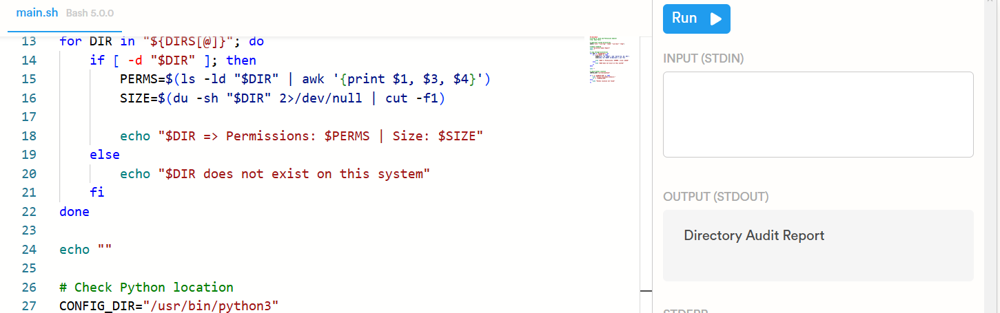 main.sh Bash 5.0.0
13 for DIR in "${DIRS[@]}"; do
14 if [ -d "$DIR" ]; then
15 PERMS=$(ls -ld "$DIR" | awk '{print $1, $3, $4}')
16 SIZE=$(du -sh "$DIR" 2>/dev/null | cut -f1)
17
18 echo "$DIR => Permissions: $PERMS | Size: $SIZE"
19 else
20 echo "$DIR does not exist on this system"
21 fi
22 done
23
24 echo ""
25
26 # Check Python location
27 CONFIG_DIR="/usr/bin/python3"
Run
INPUT (STDIN)
OUTPUT (STDOUT)
Directory Audit Report
STDERR